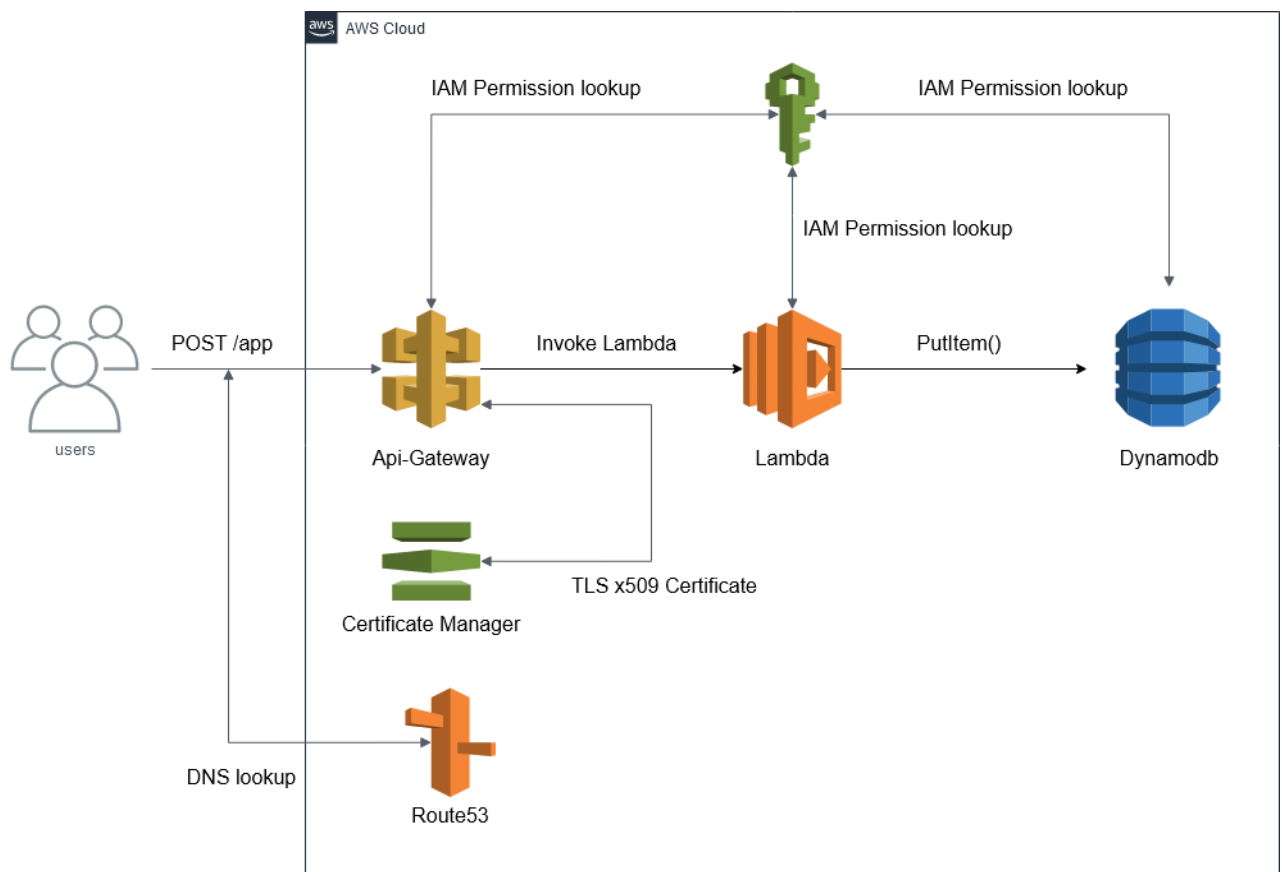 aws
AWS Cloud
IAM Permission lookup
IAM Permission lookup
IAM Permission lookup
POST /app
Invoke Lambda
PutItem()
users
Api-Gateway
Lambda
Dynamodb
TLS x509 Certificate
Certificate Manager
DNS lookup
Route53